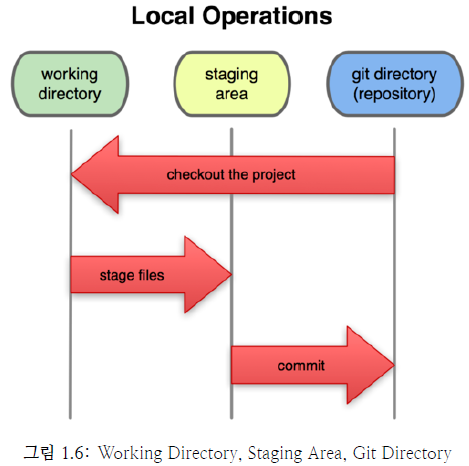 Local Operations
working
directory
staging
area
git directory
(repository)
checkout the project
stage files
commit
그림 1.6: Working Directory, Staging Area, Git Directory